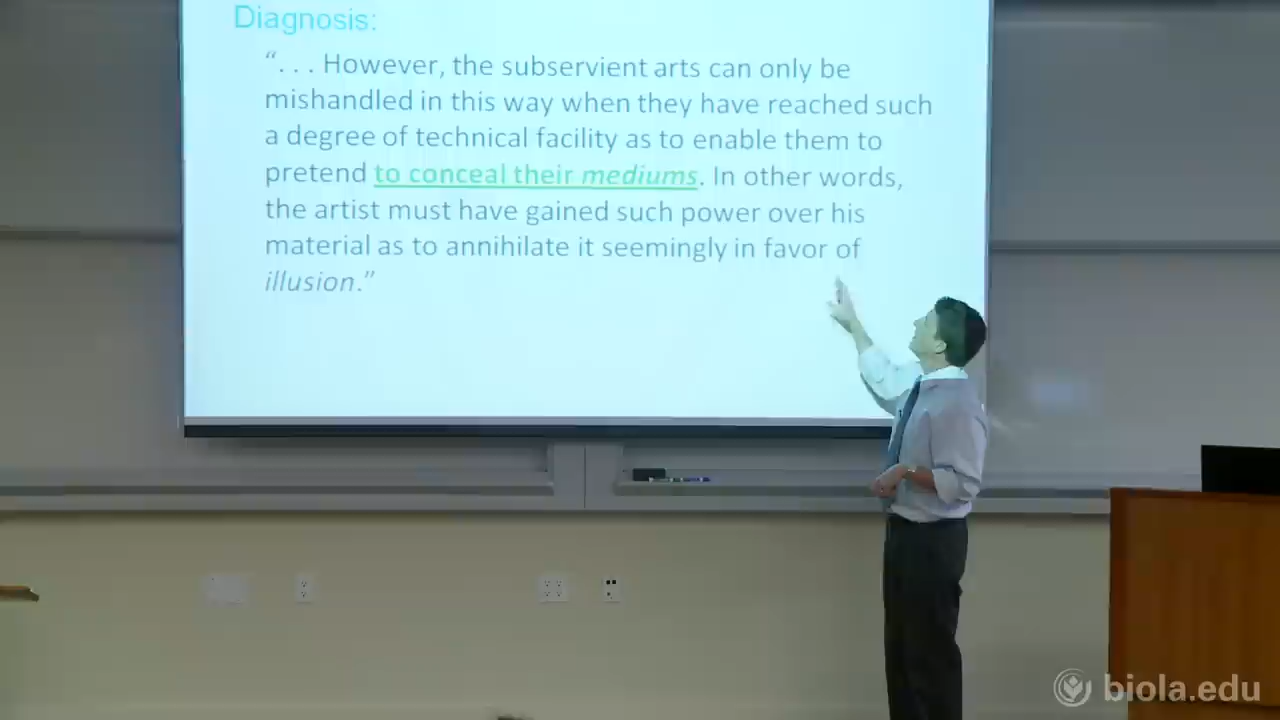 Diagnosis:
“. . . However, the subservient arts can only be
mishandled in this way when they have reached such
a degree of technical facility as to enable them to
pretend to conceal their mediums. In other words,
the artist must have gained such power over his
material as to annihilate it seemingly in favor of
illusion.”
biola.edu